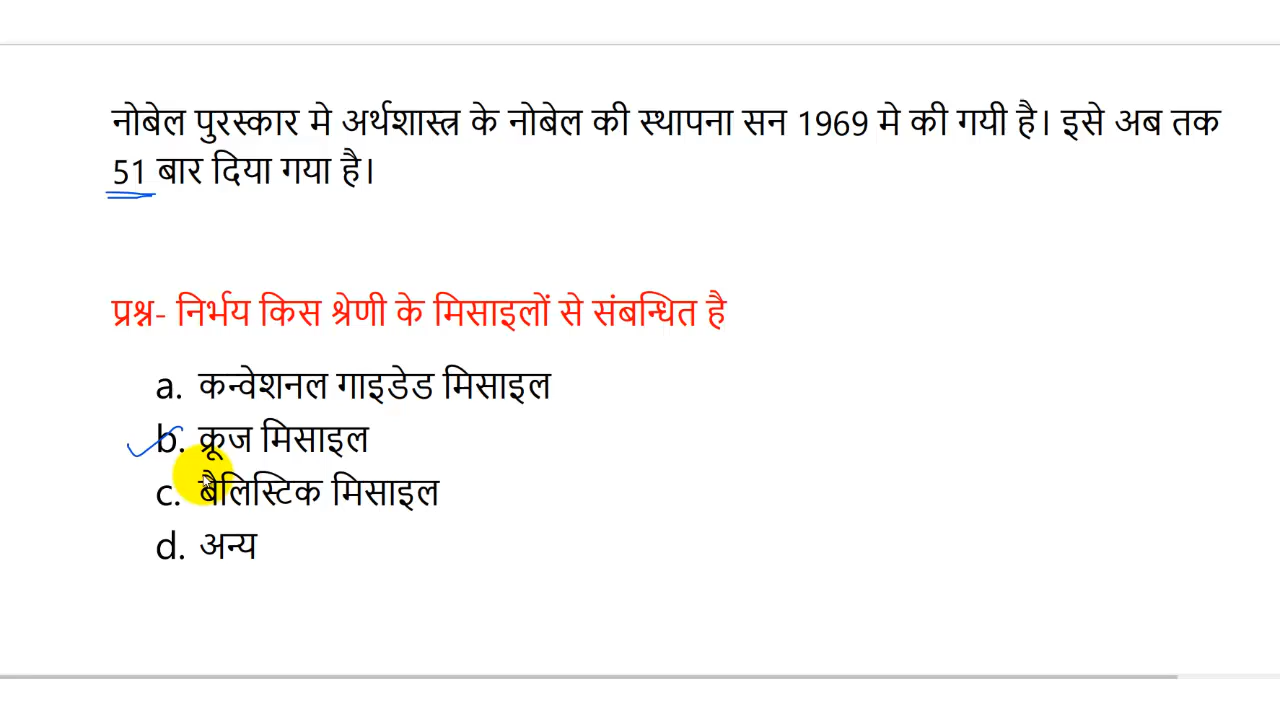 नोबेल पुरस्कार मे अर्थशास्त्र के नोबेल की स्थापना सन 1969 मे की गयी है। इसे अब तक
51 बार दिया गया है।
प्रश्न- निर्भय किस श्रेणी के मिसाइलों से संबन्धित है
a. कन्वेशनल गाइडेड मिसाइल
b. क्रूज मिसाइल
c. बैलिस्टिक मिसाइल
d. अन्य